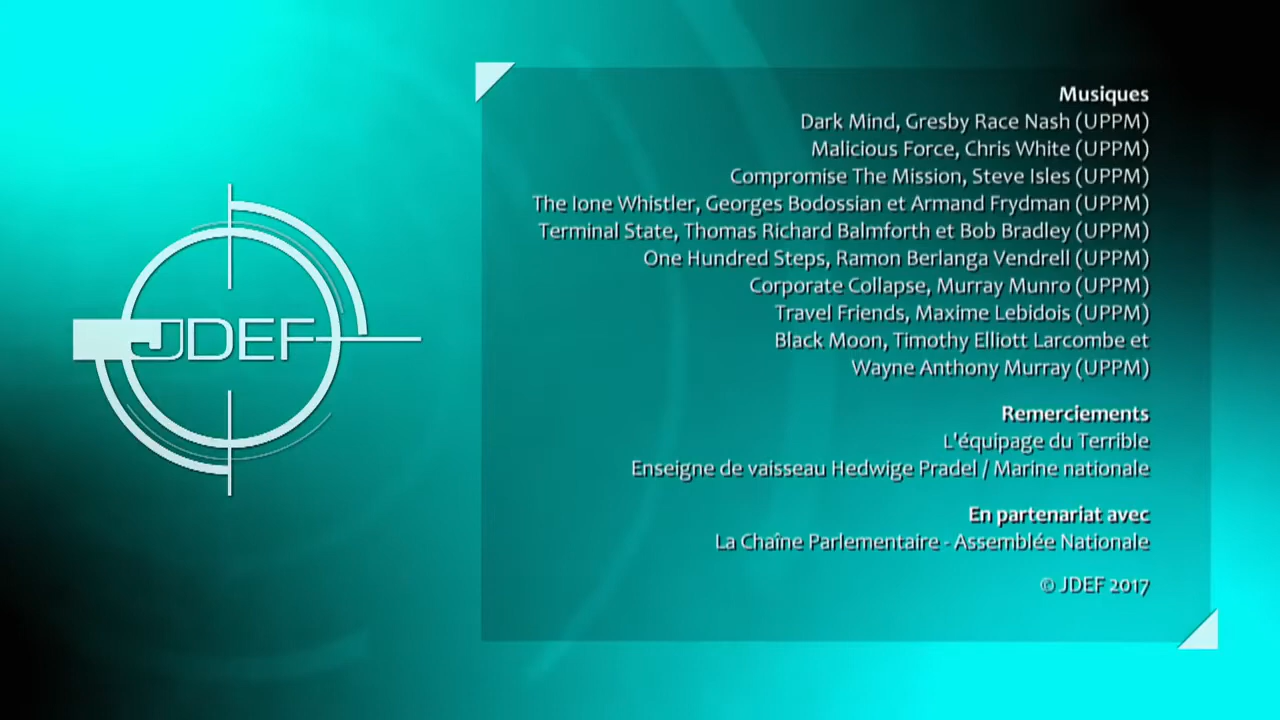 JDEF
Musiques
Dark Mind, Gresby Race Nash (UPPM)
Malicious Force, Chris White (UPPM)
Compromise The Mission, Steve Isles (UPPM)
The lone Whistler, Georges Bodossian et Armand Frydman (UPPM)
Terminal State, Thomas Richard Balmforth et Bob Bradley (UPPM)
One Hundred Steps, Ramon Berlanga Vendrell (UPPM)
Corporate Collapse, Murray Munro (UPPM)
Travel Friends, Maxime Lebidois (UPPM)
Black Moon, Timothy Elliott Larcombe et
Wayne Anthony Murray (UPPM)
Remerciements
L'équipage du Terrible
Enseigne de vaisseau Hedwige Pradel / Marine nationale
En partenariat avec
La Chaîne Parlementaire - Assemblée Nationale
© JDEF 2017